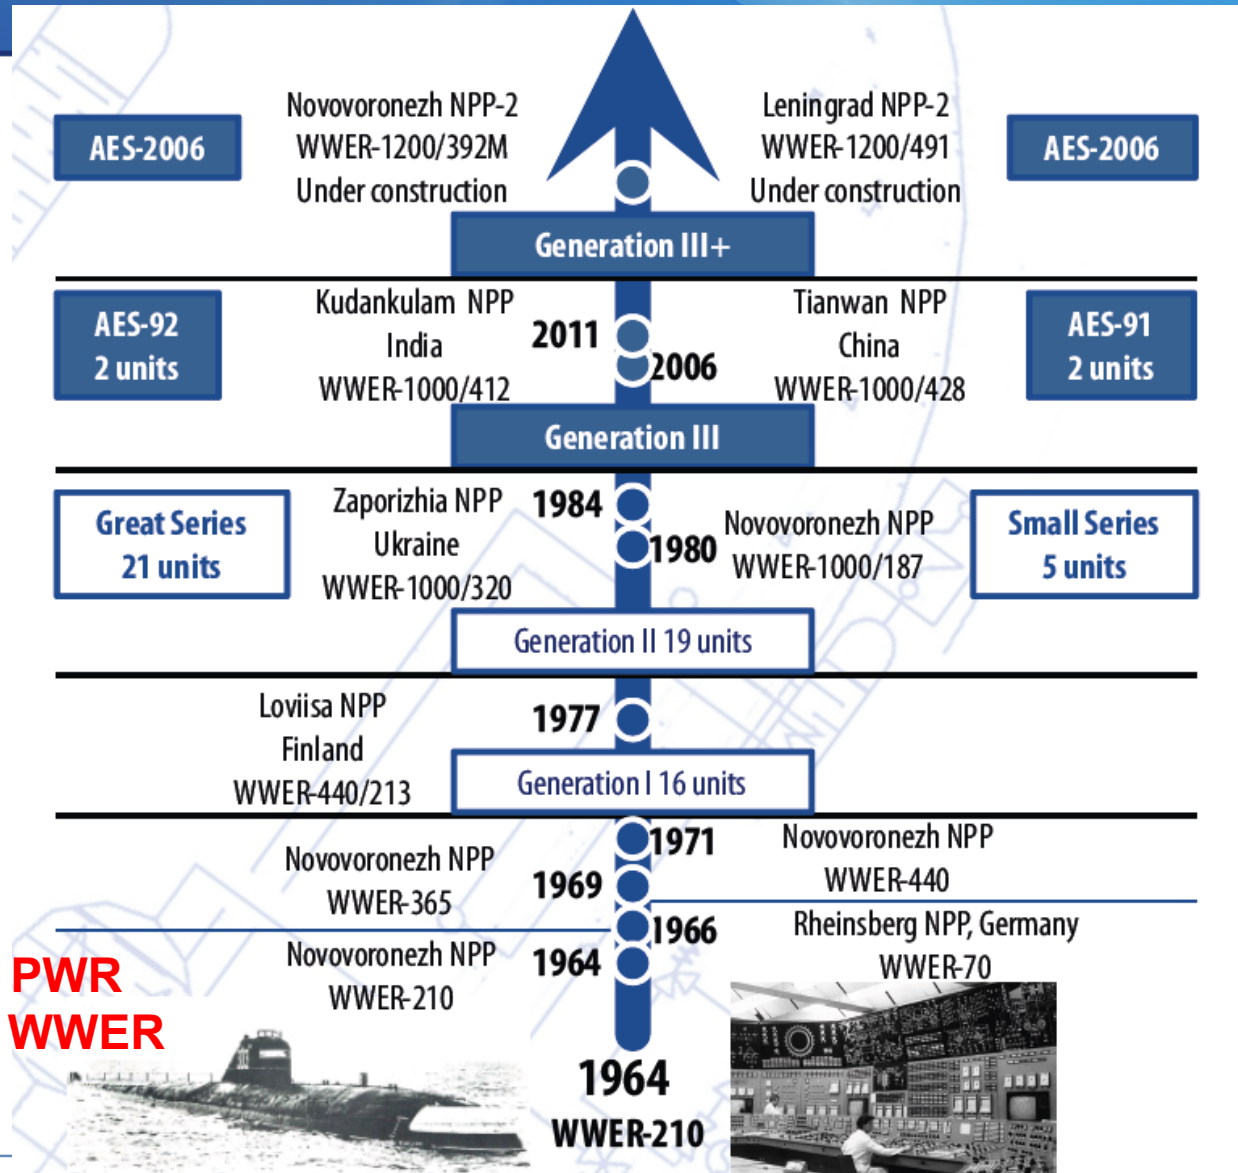 Novovoronezh NPP-2
WWER-1200/392M
Under construction
AES-2006
Leningrad NPP-2
WWER-1200/491
Under construction
AES-2006
Generation III+
AES-92
2 units
Kudankulam NPP
India
WWER-1000/412
2011
2006
Tianwan NPP
China
WWER-1000/428
AES-91
2 units
Generation III
Great Series
21 units
Zaporizhia NPP
Ukraine
WWER-1000/320
1984
1980
Novovoronezh NPP
WWER-1000/187
Small Series
5 units
Generation II 19 units
Loviisa NPP
Finland
WWER-440/213
1977
Generation I 16 units
1971
Novovoronezh NPP
WWER-440
Novovoronezh NPP
WWER-365
1969
1966
Rheinsberg NPP, Germany
WWER-70
Novovoronezh NPP
WWER-210
1964
PWR
WWER
1964
WWER-210